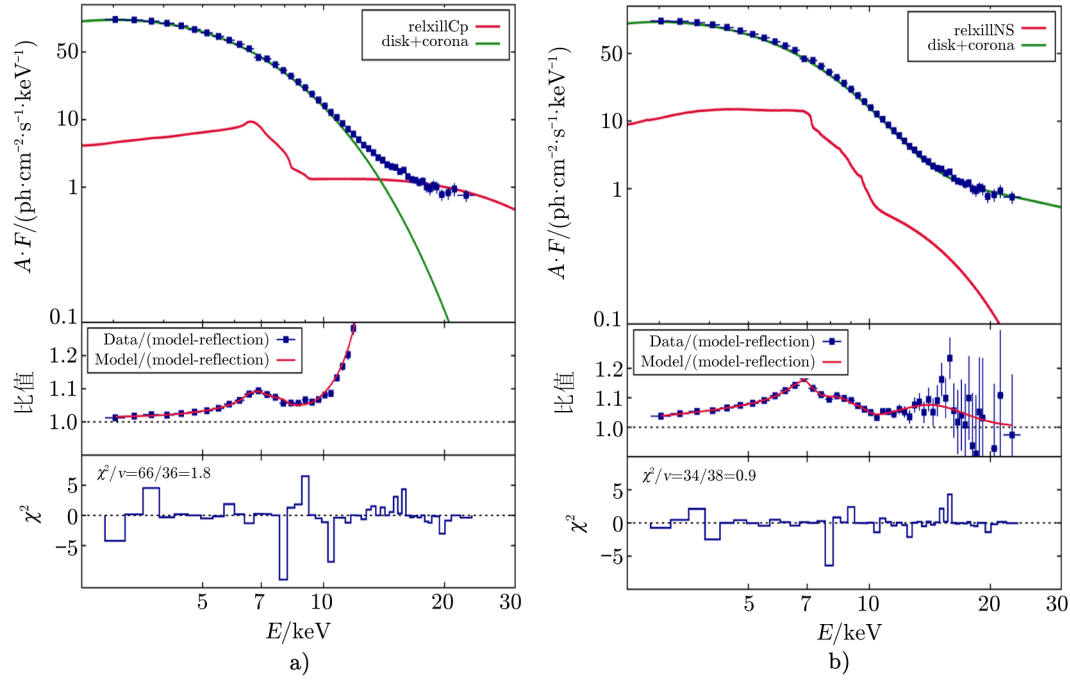 relxillCp
disk+corona
50
10
1
0.1
A·F/(ph·cm⁻²·s⁻¹·keV⁻¹)
Data/(model-reflection)
Model/(model-reflection)
1.2
1.1
1.0
比值
χ²/ν=66/36=1.8
5
0
−5
χ²
5 7 10 20 30
E/keV
a)
relxillNS
disk+corona
50
10
1
0.1
A·F/(ph·cm⁻²·s⁻¹·keV⁻¹)
Data/(model-reflection)
Model/(model-reflection)
1.2
1.1
1.0
比值
χ²/ν=34/38=0.9
5
0
−5
χ²
5 7 10 20 30
E/keV
b)